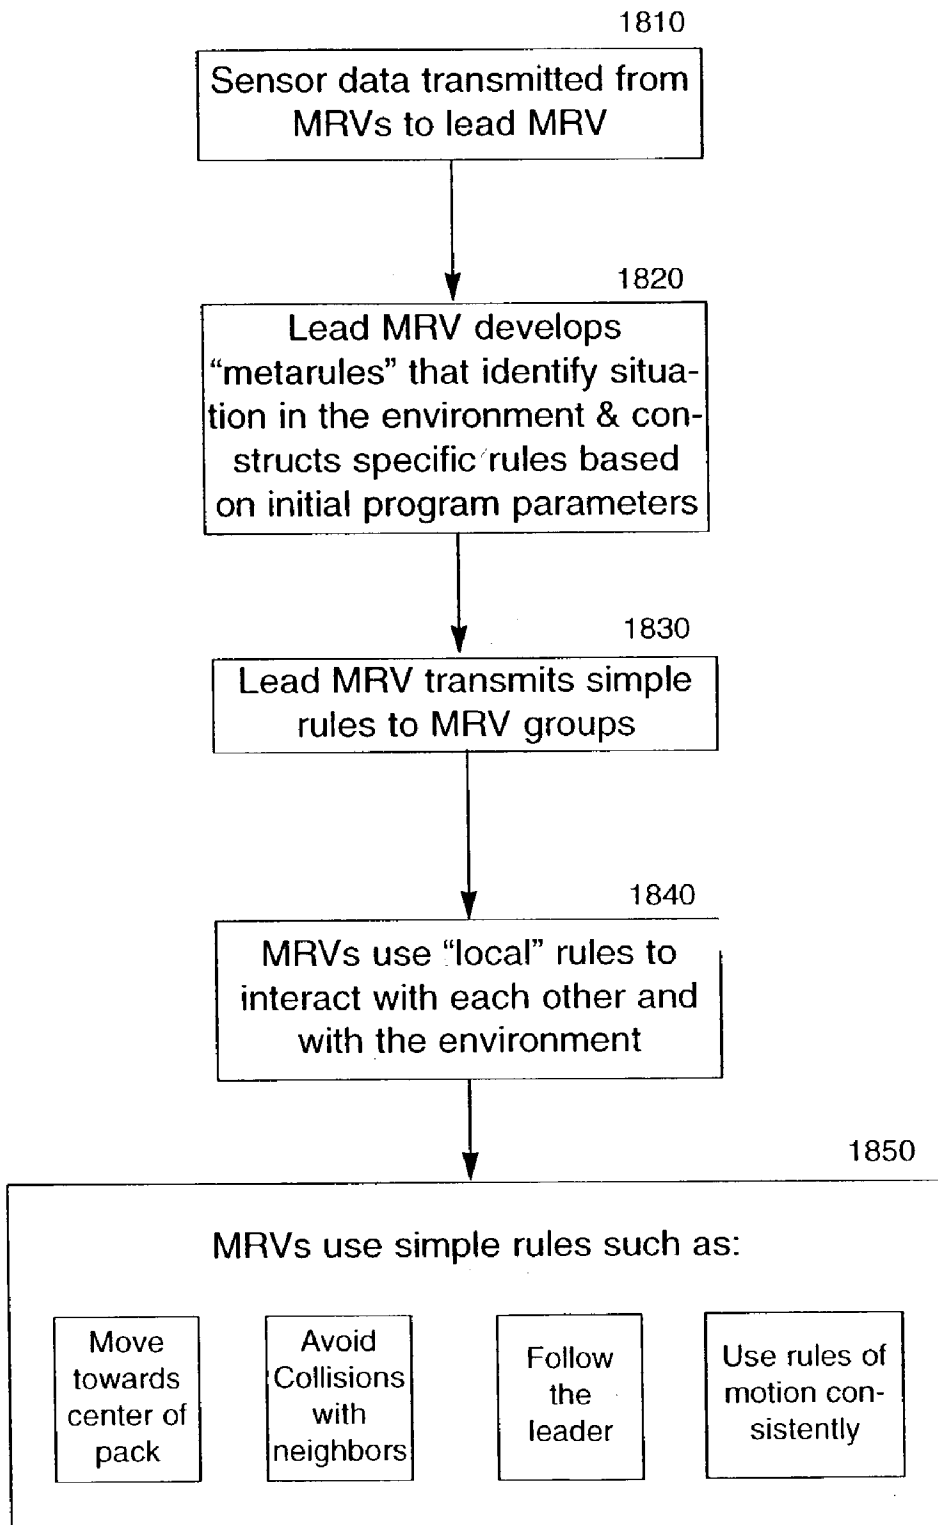 1810
Sensor data transmitted from
MRVs to lead MRV
1820
Lead MRV develops
“metarules” that identify situa-
tion in the environment & con-
structs specific rules based
on initial program parameters
1830
Lead MRV transmits simple
rules to MRV groups
1840
MRVs use “local” rules to
interact with each other and
with the environment
1850
MRVs use simple rules such as:
Move
towards
center of
pack
Avoid
Collisions
with
neighbors
Follow
the
leader
Use rules of
motion con-
sistently